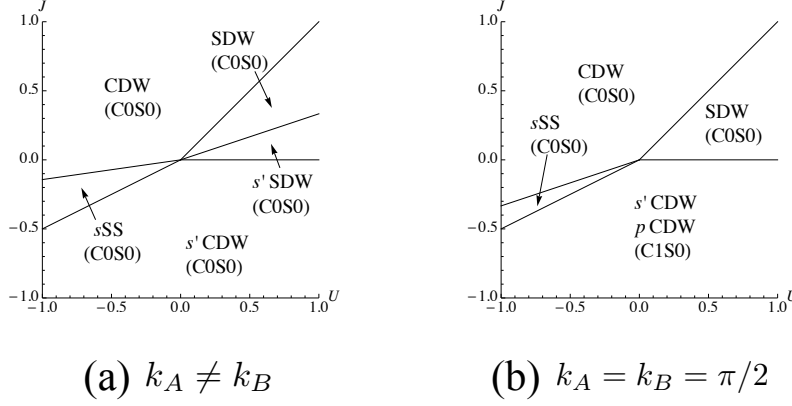 J
1.0
SDW
(C0S0)
CDW
(C0S0)
0.5
0.0
s' SDW
(C0S0)
sSS
(C0S0)
-0.5
s' CDW
(C0S0)
-1.0
U
-1.0 -0.5 0.0 0.5 1.0
(a) k_A ≠ k_B
J
1.0
CDW
(C0S0)
0.5
SDW
(C0S0)
sSS
(C0S0)
0.0
s' CDW
p CDW
(C1S0)
-0.5
-1.0
U
-1.0 -0.5 0.0 0.5 1.0
(b) k_A = k_B = π/2